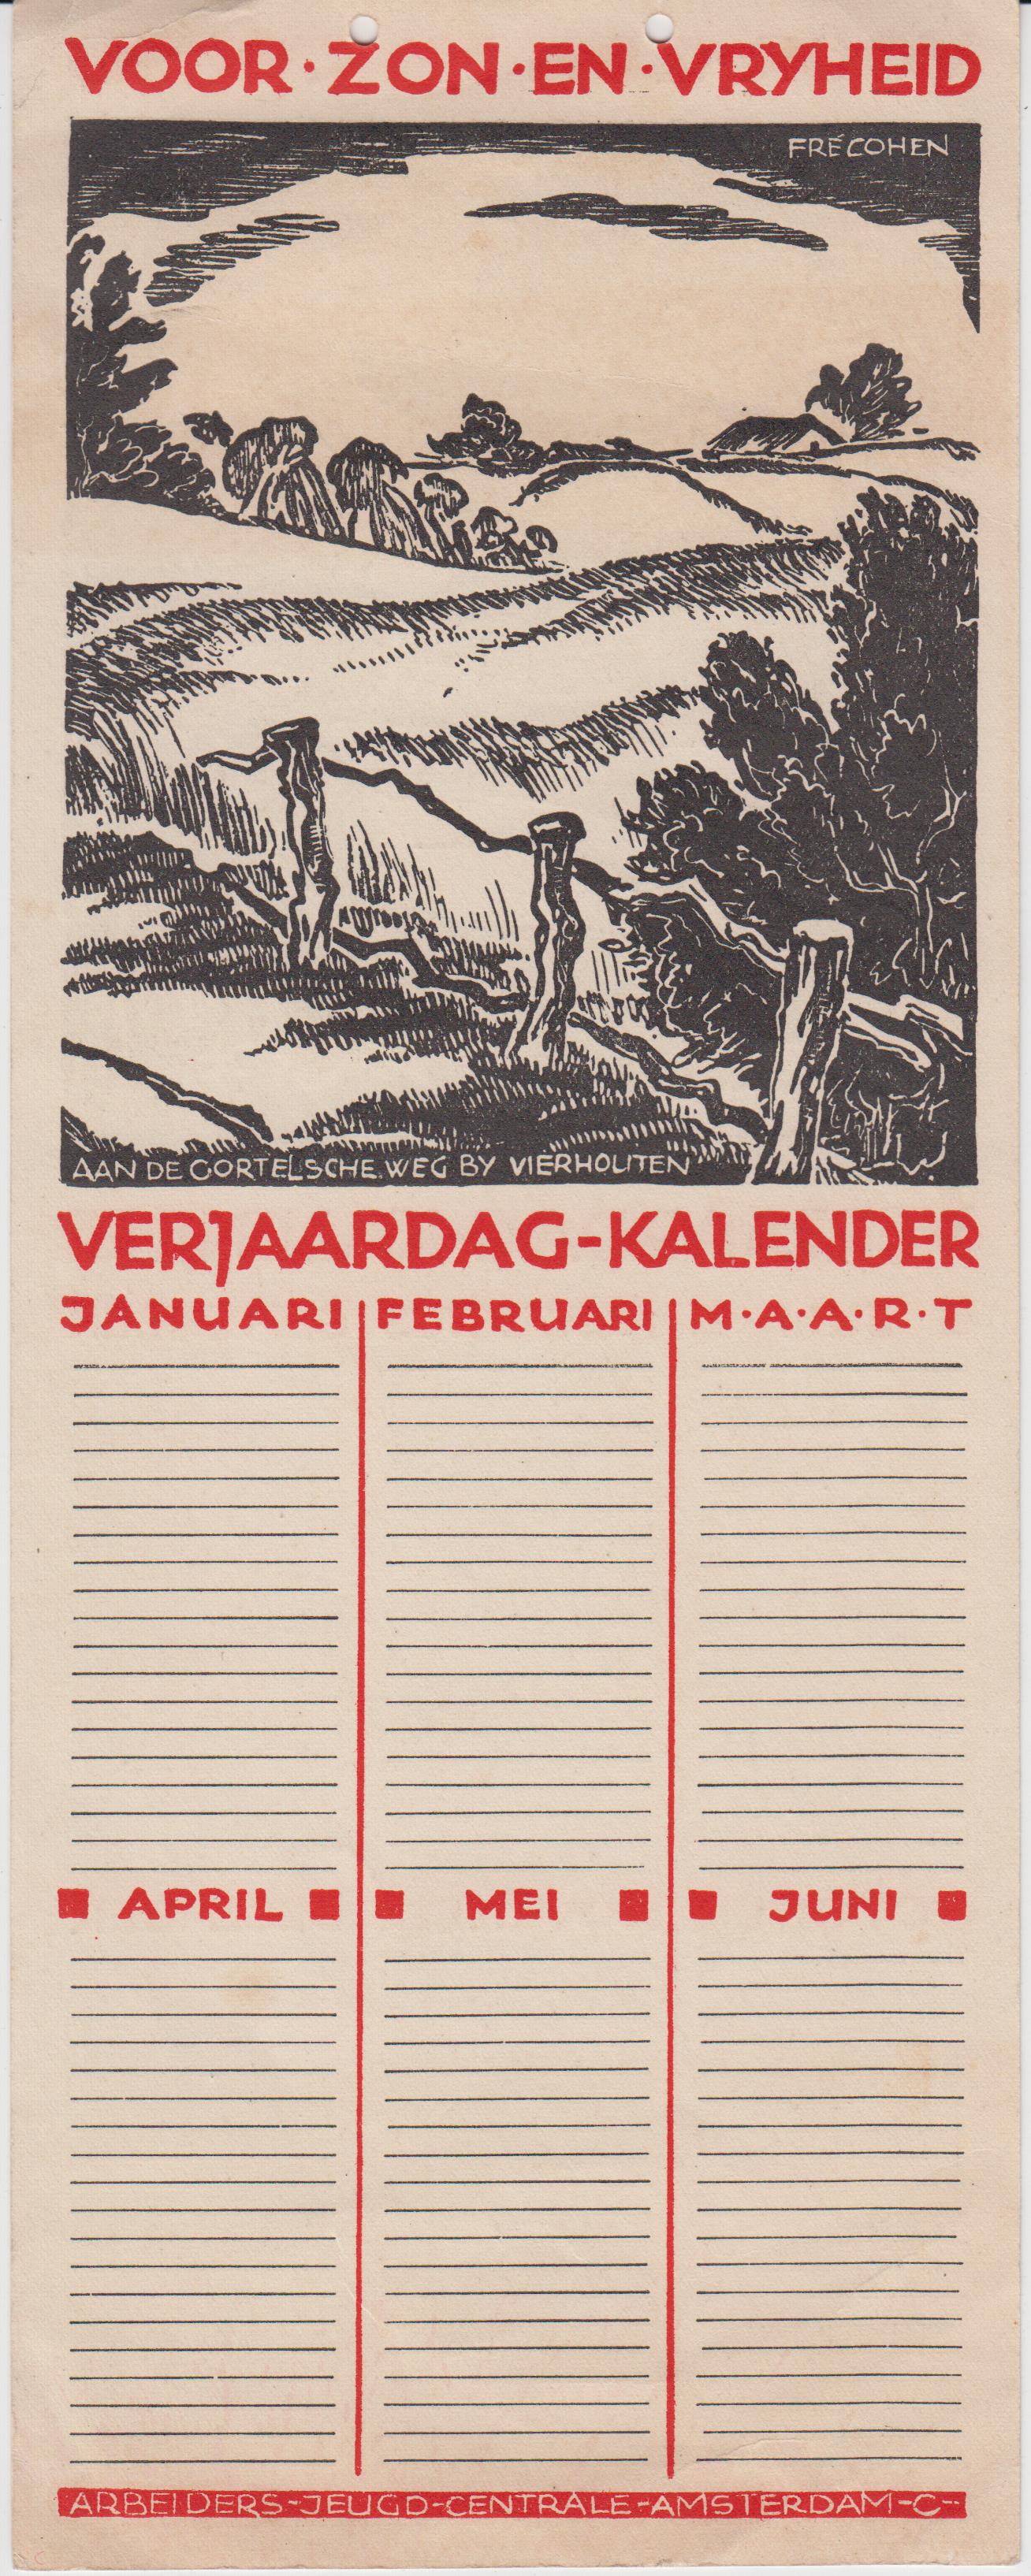 VOOR·ZON·EN·VRYHEID
FRÉ COHEN
AAN DE GORTELSCHE WEG BY VIERHOUTEN
VERJAARDAG-KALENDER
JANUARI FEBRUARI M·A·A·R·T
APRIL MEI JUNI
ARBEIDERS-JEUGD-CENTRALE-AMSTERDAM-C-